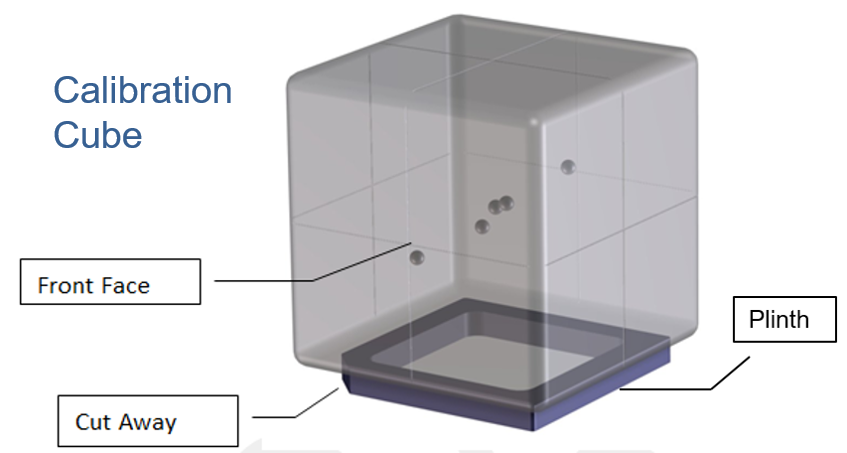 Calibration
Cube
Front Face
Plinth
Cut Away